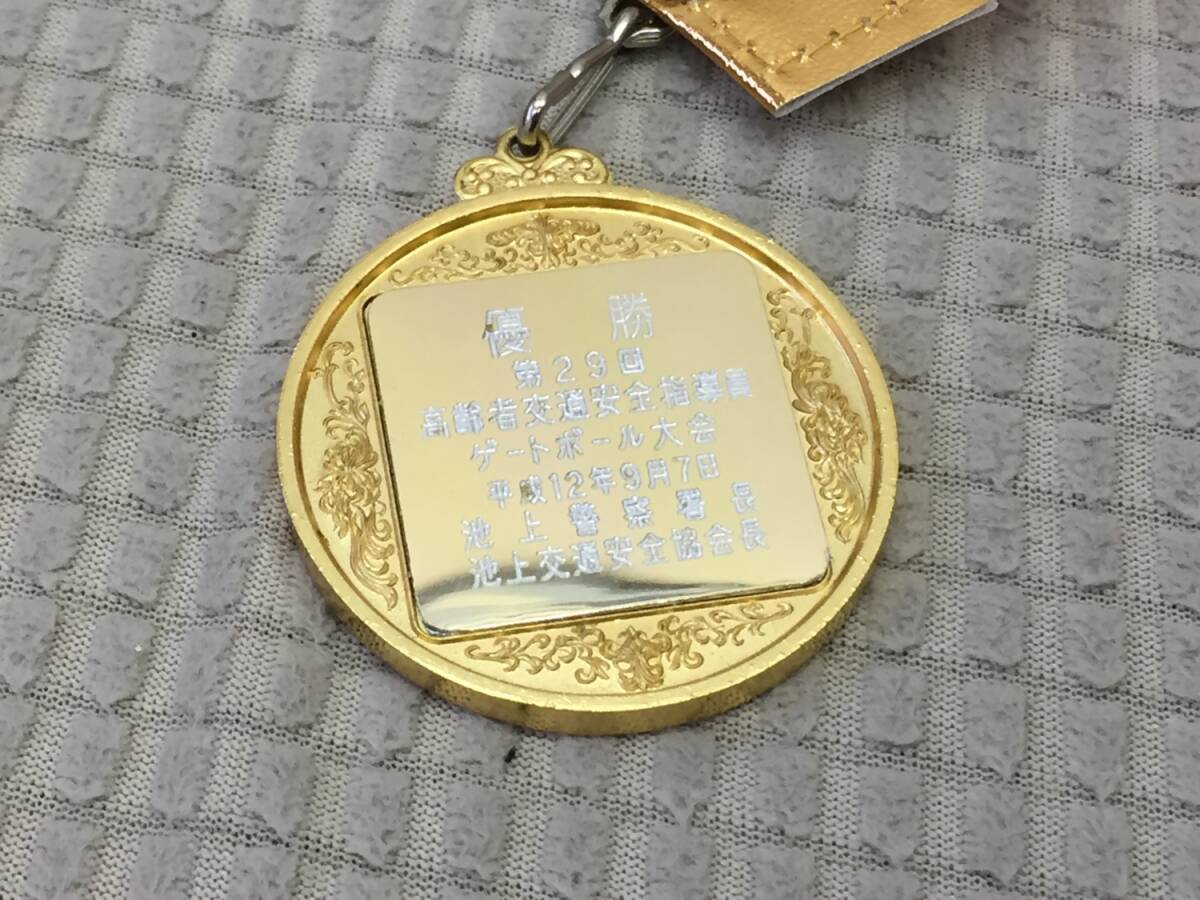 優勝
第29回
高齢者交通安全指導員
ゲートボール大会
平成12年9月7日
池上警察署長
池上交通安全協会長